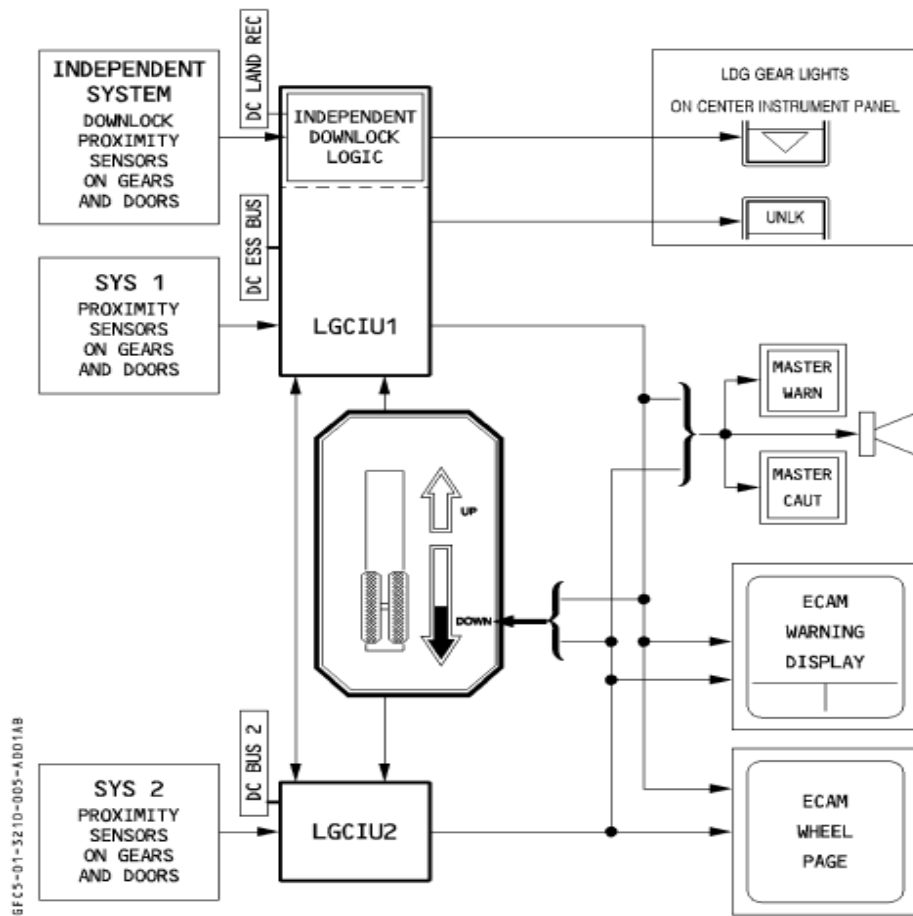 INDEPENDENT
SYSTEM
DOWNLOCK
PROXIMITY
SENSORS
ON GEARS
AND DOORS
DC LAND REC
INDEPENDENT
DOWNLOCK
LOGIC
LDG GEAR LIGHTS
ON CENTER INSTRUMENT PANEL
UNLK
DC ESS BUS
SYS 1
PROXIMITY
SENSORS
ON GEARS
AND DOORS
LGCIU1
MASTER
WARN
MASTER
CAUT
UP
DOWN
ECAM
WARNING
DISPLAY
DC BUS 2
SYS 2
PROXIMITY
SENSORS
ON GEARS
AND DOORS
LGCIU2
ECAM
WHEEL
PAGE
GFC5-01-3210-005-A001AB